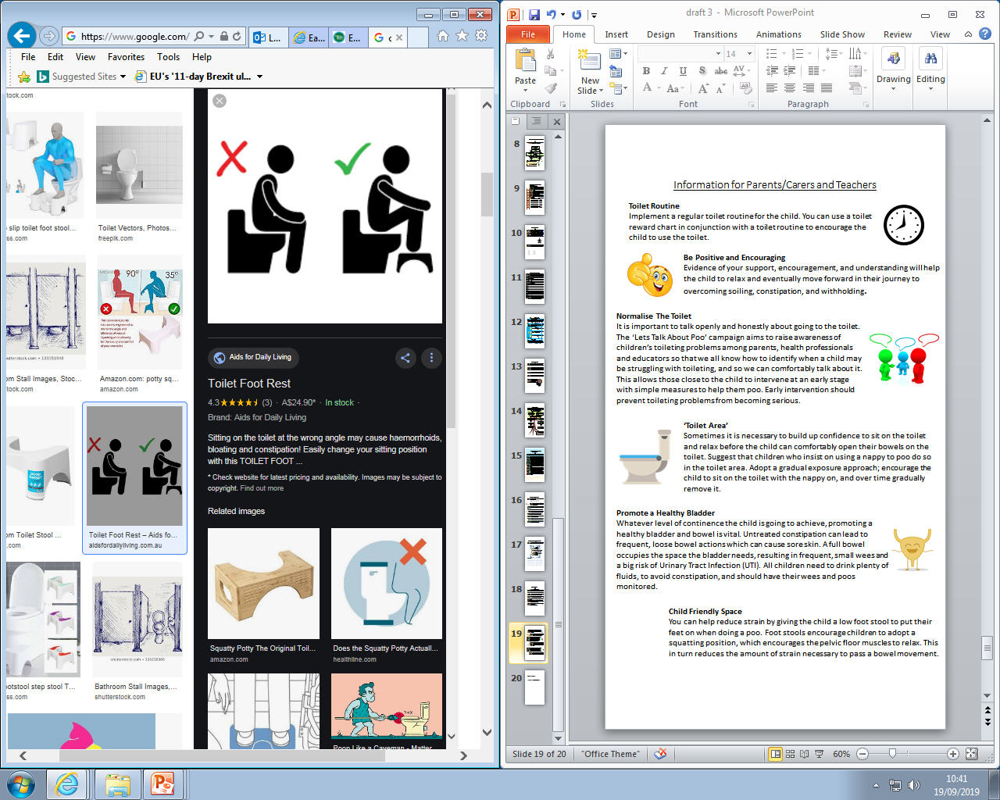 https://www.google.com/
L...
Ea...
E...
c
File Edit View Favorites Tools Help
Suggested Sites
EU's '11-day Brexit ul...
stock.com
slip toilet foot stool...
ss.com
Toilet Vectors, Photos...
freepik.com
90°
35°
shutterstock.com • 133151948
om Stall Images, Stoc...
rstock.com
Amazon.com: potty sq...
amazon.com
om Toilet Stool ...
.com
Toilet Foot Rest – Aids fo...
aidsfordailyliving.com.au
shutterstock.com • 136218386
ootstool step stool T...
ss.com
Bathroom Stall Images,...
shutterstock.com
Aids for Daily Living
Toilet Foot Rest
4.3 ★★★★★ (3) · A$24.90* · In stock ·
Brand: Aids for Daily Living
Sitting on the toilet at the wrong angle may cause haemorrhoids,
bloating and constipation! Easily change your sitting position
with this TOILET FOOT ...
* Check website for latest pricing and availability. Images may be subject to
copyright. Find out more
Related images
Squatty Potty The Original Toil...
amazon.com
Does the Squatty Potty Actuall...
healthline.com
Poop Like a Caveman - Matter
draft 3 - Microsoft PowerPoint
File Home Insert Design Transitions Animations Slide Show Review View
Paste
New
Slide
14
B I U S abc AV
A Aa A A
Drawing
Editing
Clipboard Slides Font Paragraph
8
9
10
11
12
13
14
15
16
17
18
19
20
Information for Parents/Carers and Teachers
Toilet Routine
Implement a regular toilet routine for the child. You can use a toilet
reward chart in conjunction with a toilet routine to encourage the
child to use the toilet.
Be Positive and Encouraging
Evidence of your support, encouragement, and understanding will help
the child to relax and eventually move forward in their journey to
overcoming soiling, constipation, and withholding.
Normalise The Toilet
It is important to talk openly and honestly about going to the toilet.
The ‘Lets Talk About Poo’ campaign aims to raise awareness of
children’s toileting problems among parents, health professionals
and educators so that we all know how to identify when a child may
be struggling with toileting, and so we can comfortably talk about it.
This allows those close to the child to intervene at an early stage
with simple measures to help them poo. Early intervention should
prevent toileting problems from becoming serious.
‘Toilet Area’
Sometimes it is necessary to build up confidence to sit on the toilet
and relax before the child can comfortably open their bowels on the
toilet. Suggest that children who insist on using a nappy to poo do so
in the toilet area. Adopt a gradual exposure approach; encourage the
child to sit on the toilet with the nappy on, and over time gradually
remove it.
Promote a Healthy Bladder
Whatever level of continence the child is going to achieve, promoting a
healthy bladder and bowel is vital. Untreated constipation can lead to
frequent, loose bowel actions which can cause sore skin. A full bowel
occupies the space the bladder needs, resulting in frequent, small wees and
a big risk of Urinary Tract Infection (UTI). All children need to drink plenty of
fluids, to avoid constipation, and should have their wees and poos
monitored.
Child Friendly Space
You can help reduce strain by giving the child a low foot stool to put their
feet on when doing a poo. Foot stools encourage children to adopt a
squatting position, which encourages the pelvic floor muscles to relax. This
in turn reduces the amount of strain necessary to pass a bowel movement.
Slide 19 of 20 "Office Theme" 60%
10:41
19/09/2019